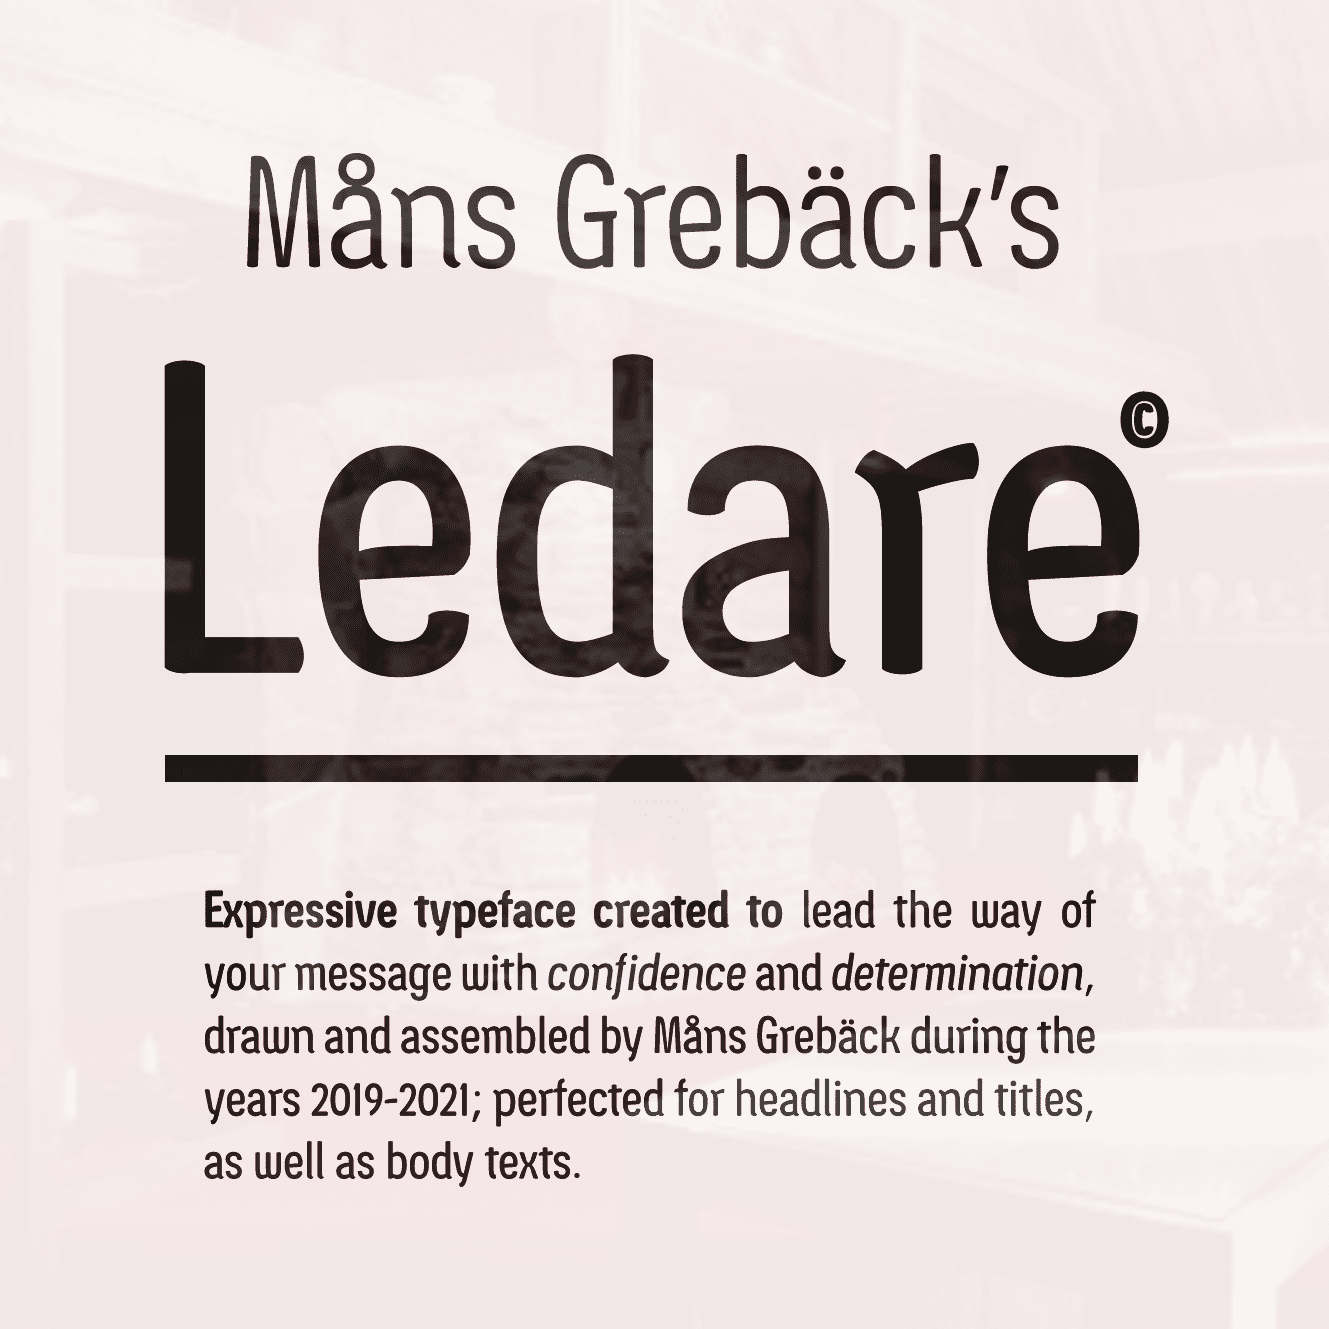 Måns Grebäck's
Ledare©
Expressive typeface created to lead the way of
your message with confidence and determination,
drawn and assembled by Måns Grebäck during the
years 2019-2021; perfected for headlines and titles,
as well as body texts.